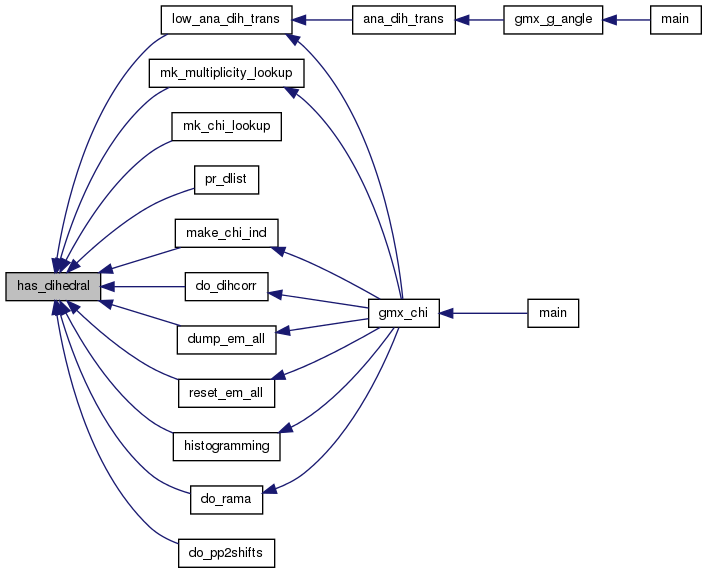 low_ana_dih_trans
ana_dih_trans
gmx_g_angle
main
mk_multiplicity_lookup
mk_chi_lookup
pr_dlist
make_chi_ind
has_dihedral
do_dihcorr
gmx_chi
main
dump_em_all
reset_em_all
histogramming
do_rama
do_pp2shifts